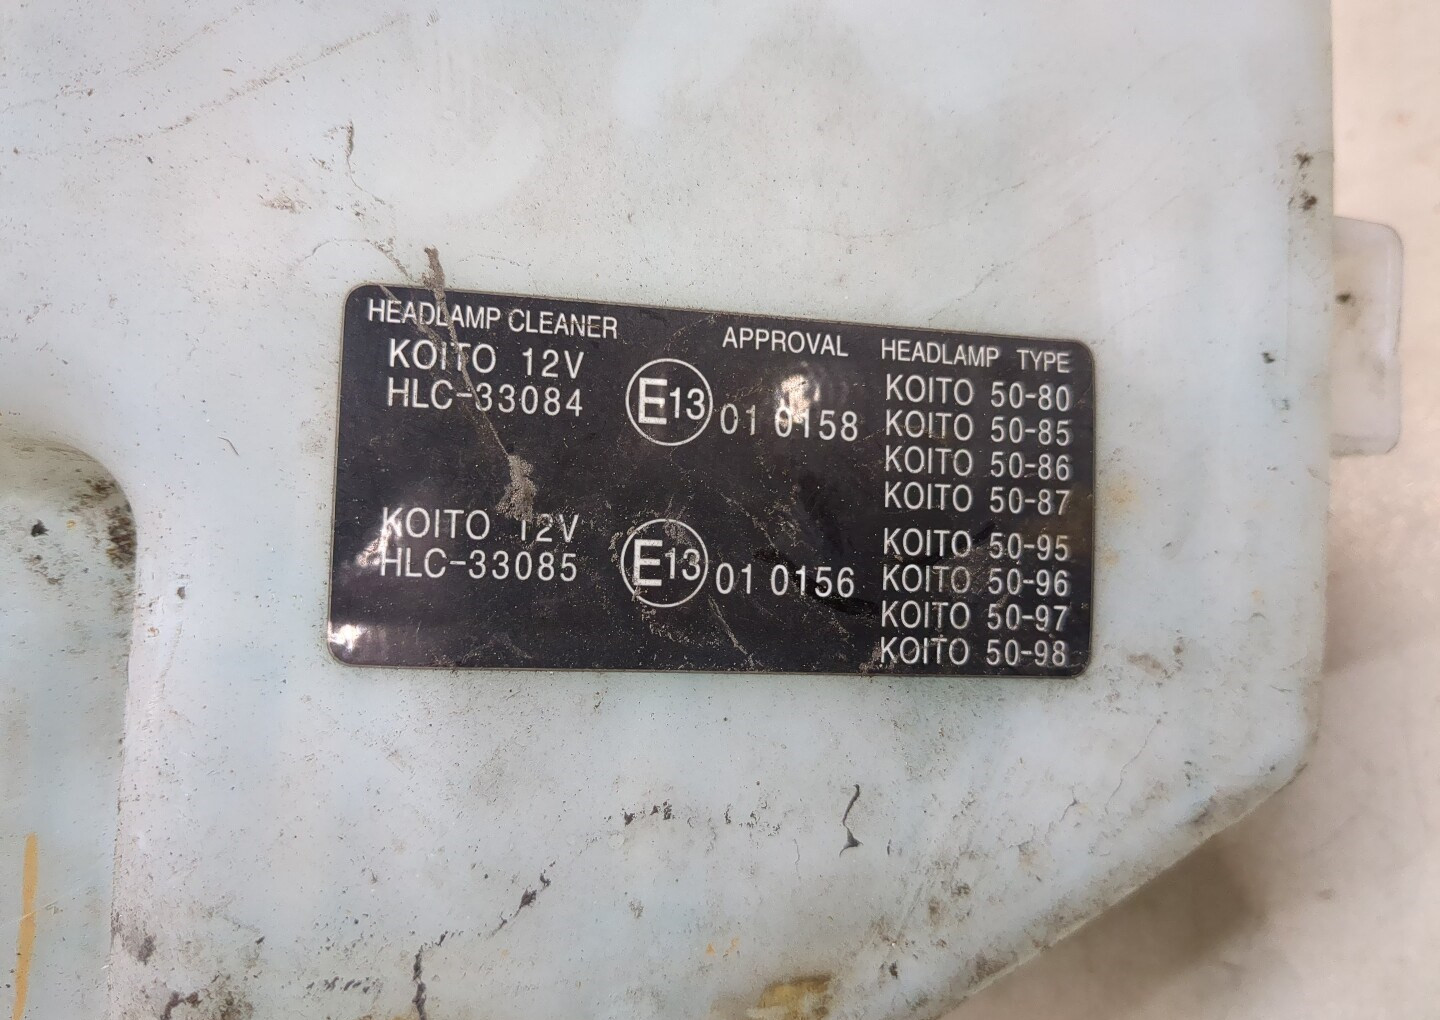 HEADLAMP CLEANER APPROVAL HEADLAMP TYPE
KOITO 12V
HLC-33084 E13 01 0158
KOITO 50-80
KOITO 50-85
KOITO 50-86
KOITO 50-87
KOITO 12V
HLC-33085 E13 01 0156
KOITO 50-95
KOITO 50-96
KOITO 50-97
KOITO 50-98